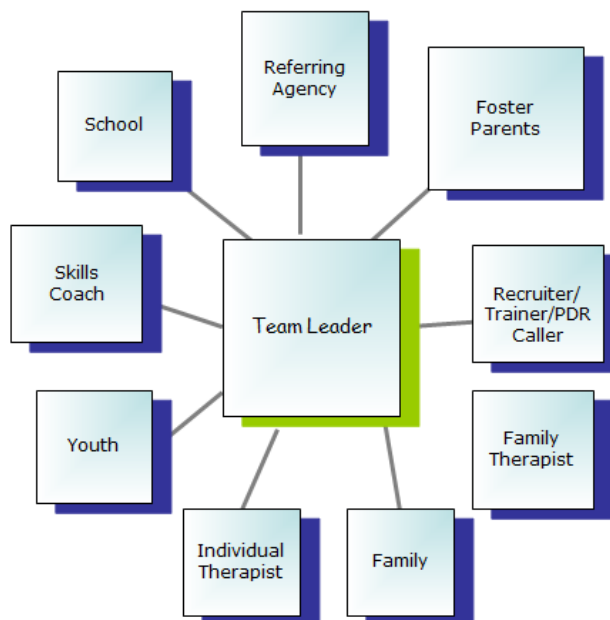 Referring
Agency
Foster
Parents
School
Skills
Coach
Team Leader
Recruiter/
Trainer/PDR
Caller
Youth
Family
Therapist
Individual
Therapist
Family